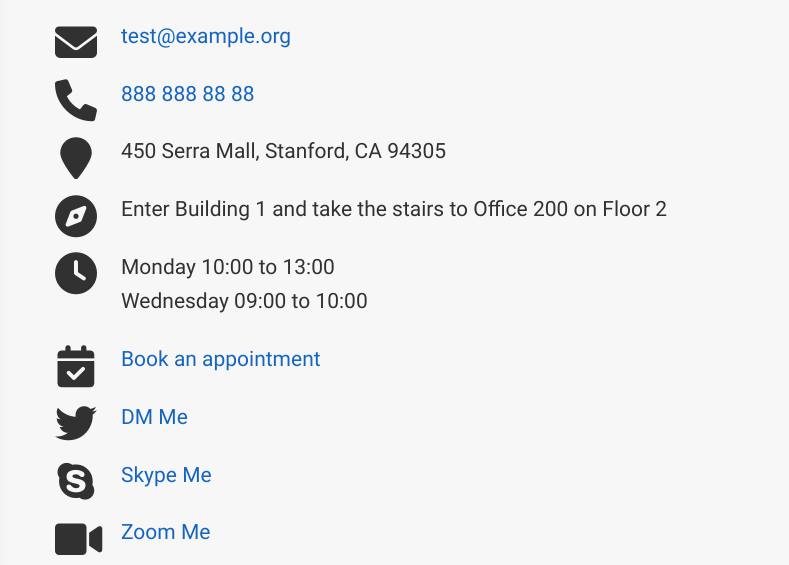 test@example.org
888 888 88 88
450 Serra Mall, Stanford, CA 94305
Enter Building 1 and take the stairs to Office 200 on Floor 2
Monday 10:00 to 13:00
Wednesday 09:00 to 10:00
Book an appointment
DM Me
Skype Me
Zoom Me